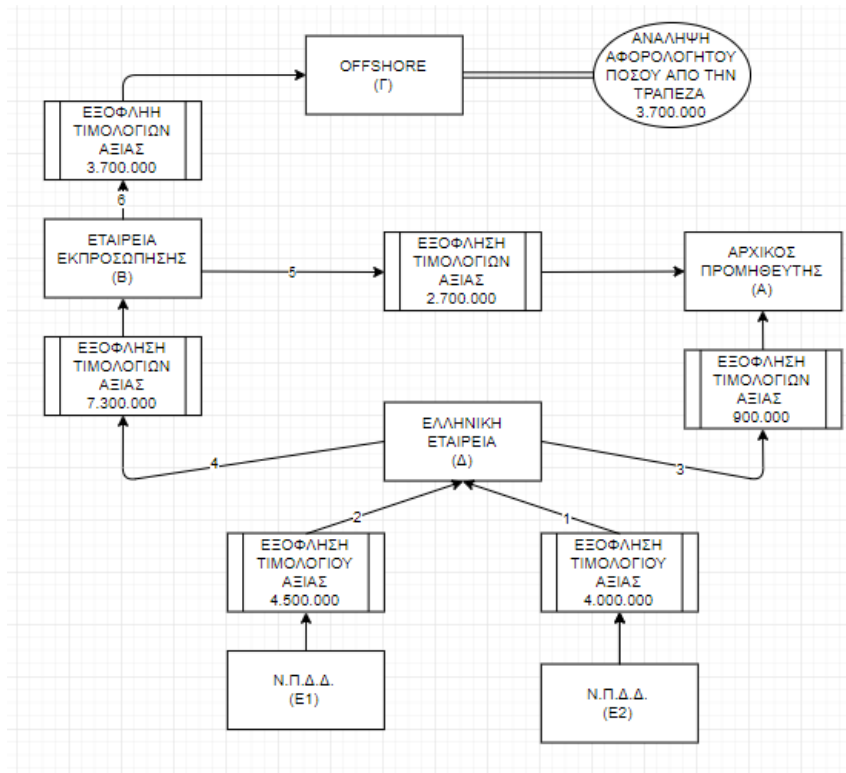 OFFSHORE
(Γ)
ΑΝΑΛΗΨΗ
ΑΦΟΡΟΛΟΓΗΤΟΥ
ΠΟΣΟΥ ΑΠΟ ΤΗΝ
ΤΡΑΠΕΖΑ
3.700.000
ΕΞΟΦΛΗΗ
ΤΙΜΟΛΟΓΙΩΝ
ΑΞΙΑΣ
3.700.000
6
ΕΤΑΙΡΕΙΑ
ΕΚΠΡΟΣΩΠΗΣΗΣ
(Β)
5
ΕΞΟΦΛΗΣΗ
ΤΙΜΟΛΟΓΙΩΝ
ΑΞΙΑΣ
2.700.000
ΑΡΧΙΚΟΣ
ΠΡΟΜΗΘΕΥΤΗΣ
(Α)
ΕΞΟΦΛΗΣΗ
ΤΙΜΟΛΟΓΙΩΝ
ΑΞΙΑΣ
7.300.000
ΕΞΟΦΛΗΣΗ
ΤΙΜΟΛΟΓΙΩΝ
ΑΞΙΑΣ
900.000
ΕΛΛΗΝΙΚΗ
ΕΤΑΙΡΕΙΑ
(Δ)
4
3
2
1
ΕΞΟΦΛΗΣΗ
ΤΙΜΟΛΟΓΙΟΥ
ΑΞΙΑΣ
4.500.000
ΕΞΟΦΛΗΣΗ
ΤΙΜΟΛΟΓΙΟΥ
ΑΞΙΑΣ
4.000.000
Ν.Π.Δ.Δ.
(Ε1)
Ν.Π.Δ.Δ.
(Ε2)